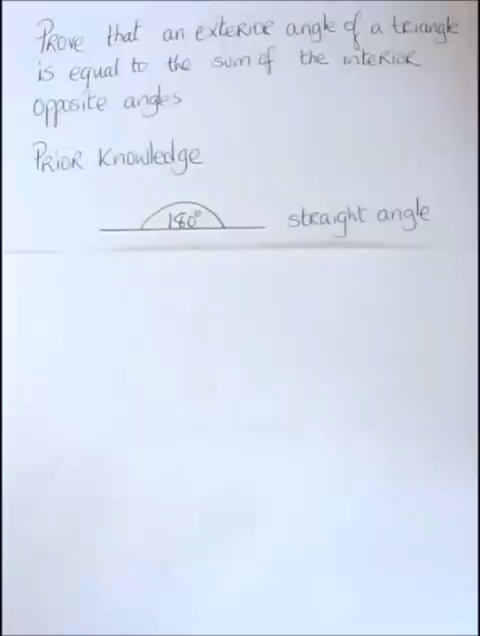 PROVE that an exterior angle of a triangle
is equal to the sum of the interior
opposite angles
PRIOR Knowledge
180° straight angle